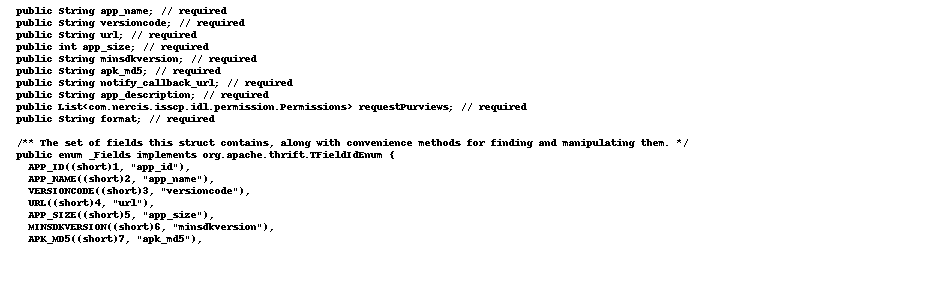 public String app_name; // required
public String versioncode; // required
public String url; // required
public int app_size; // required
public String minsdkversion; // required
public String apk_md5; // required
public String notify_callback_url; // required
public String app_description; // required
public List<com.nercis.isscp.idl.permission.Permissions> requestPurviews; // required
public String format; // required
/** The set of fields this struct contains, along with convenience methods for finding and manipulating them. */
public enum _Fields implements org.apache.thrift.TFieldIdEnum {
APP_ID((short)1, "app_id"),
APP_NAME((short)2, "app_name"),
VERSIONCODE((short)3, "versioncode"),
URL((short)4, "url"),
APP_SIZE((short)5, "app_size"),
MINSDKVERSION((short)6, "minsdkversion"),
APK_MD5((short)7, "apk_md5"),